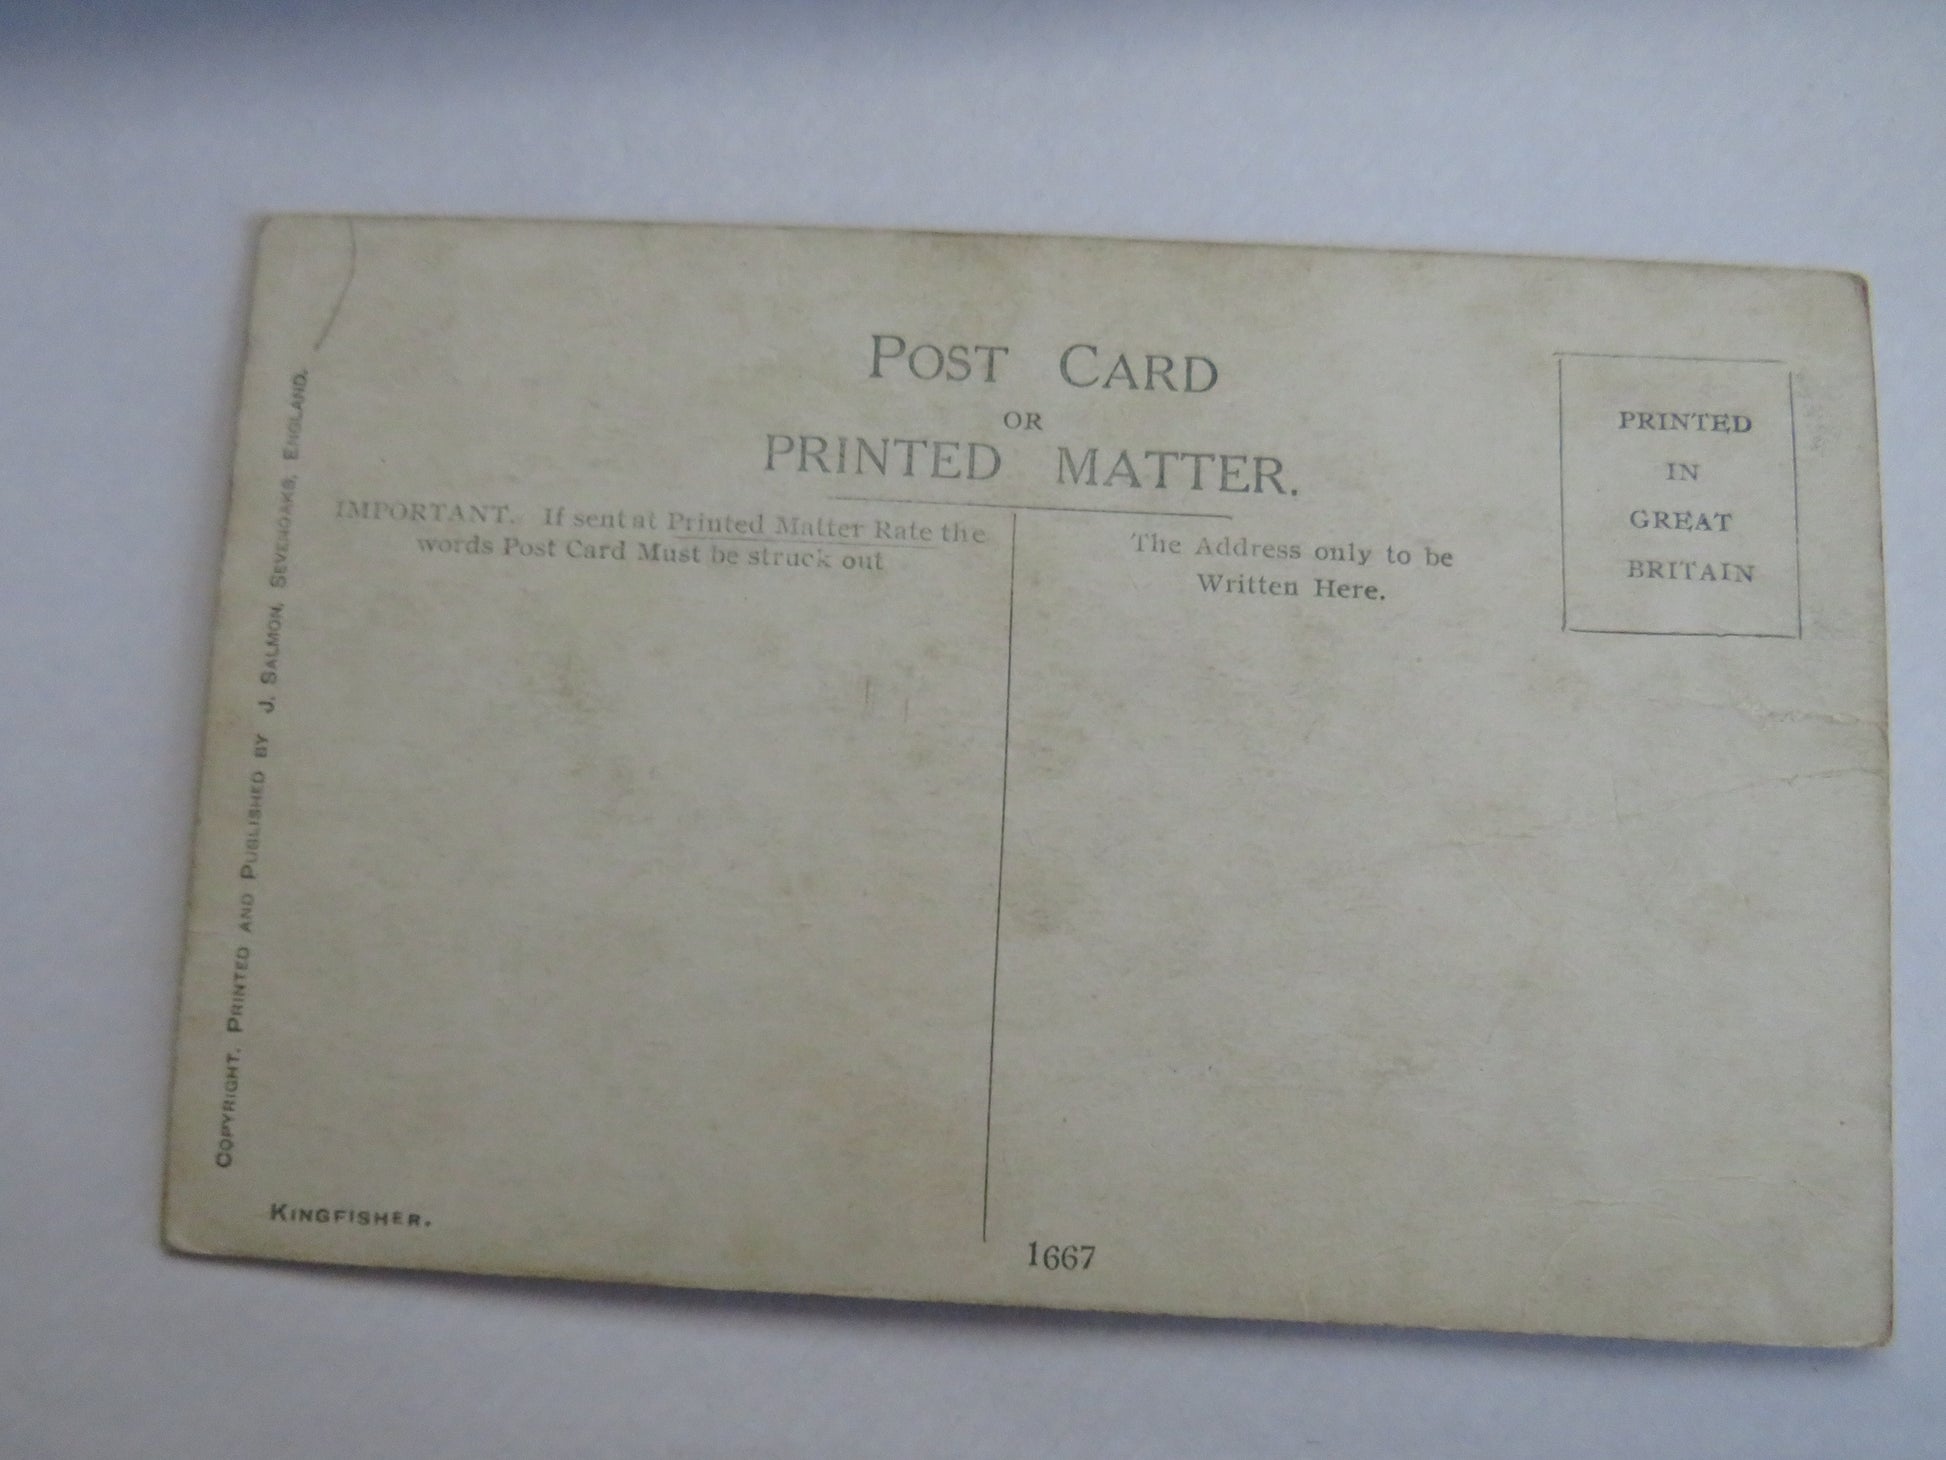 POST CARD
OR
PRINTED MATTER.
IMPORTANT. If sent at Printed Matter Rate the
words Post Card Must be struck out
The Address only to be
Written Here.
PRINTED
IN
GREAT
BRITAIN
COPYRIGHT. PRINTED AND PUBLISHED BY J. SALMON, SEVENOAKS, ENGLAND.
KINGFISHER.
1667